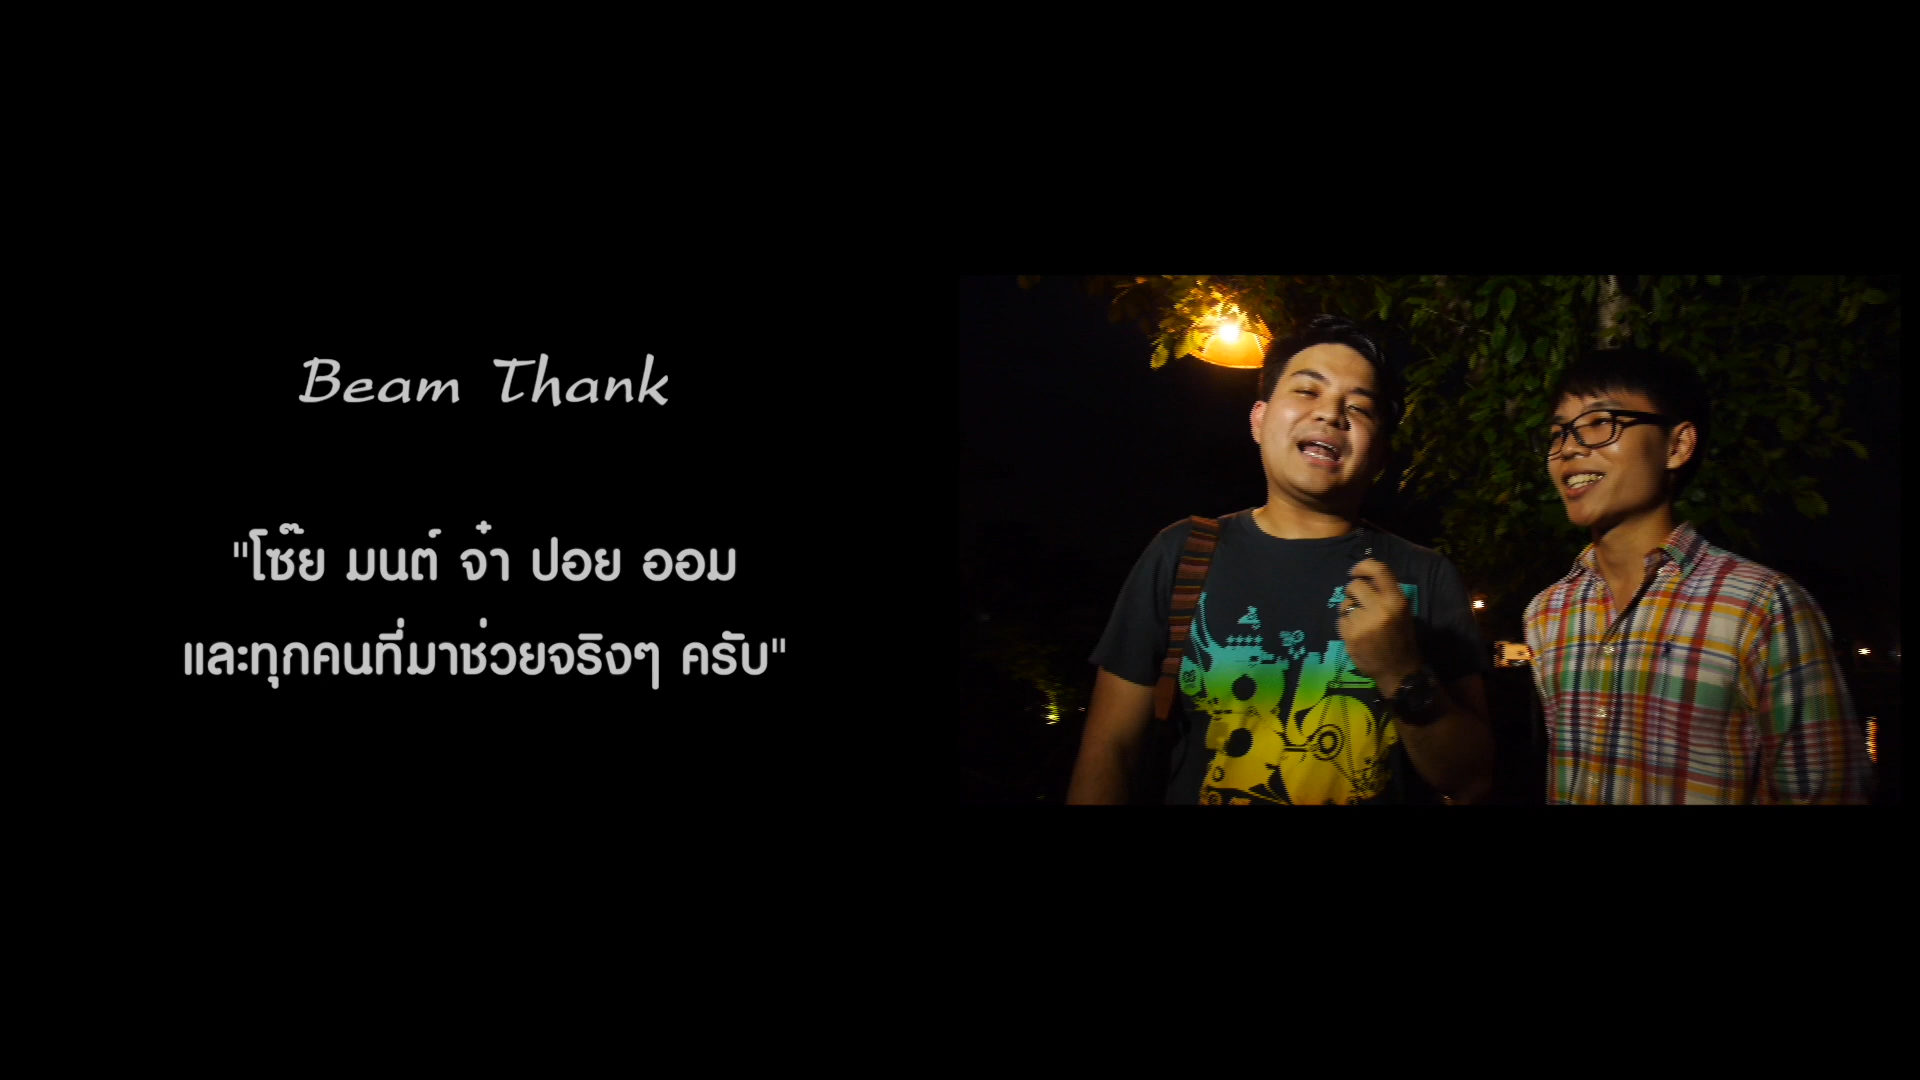 Beam Thank
"โซ๊ย มนต์ จ๋า ปอย ออม
และทุกคนที่มาช่วยจริงๆ ครับ"